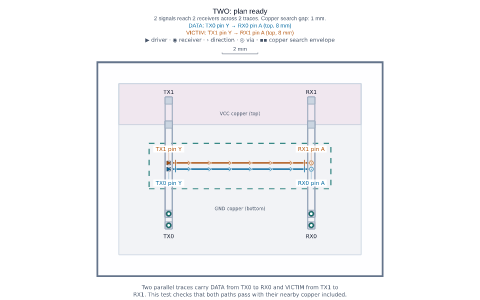 TWO: plan ready
2 signals reach 2 receivers across 2 traces. Copper search gap: 1 mm.
DATA: TX0 pin Y → RX0 pin A (top, 8 mm)
VICTIM: TX1 pin Y → RX1 pin A (top, 8 mm)
▶ driver · ◉ receiver · › direction · ◎ via · ▪▪ copper search envelope
2 mm
TX1
RX1
VCC copper (top)
TX1 pin Y
RX1 pin A
TX0 pin Y
RX0 pin A
GND copper (bottom)
TX0
RX0
Two parallel traces carry DATA from TX0 to RX0 and VICTIM from TX1 to
RX1. This test checks that both paths pass with their nearby copper included.